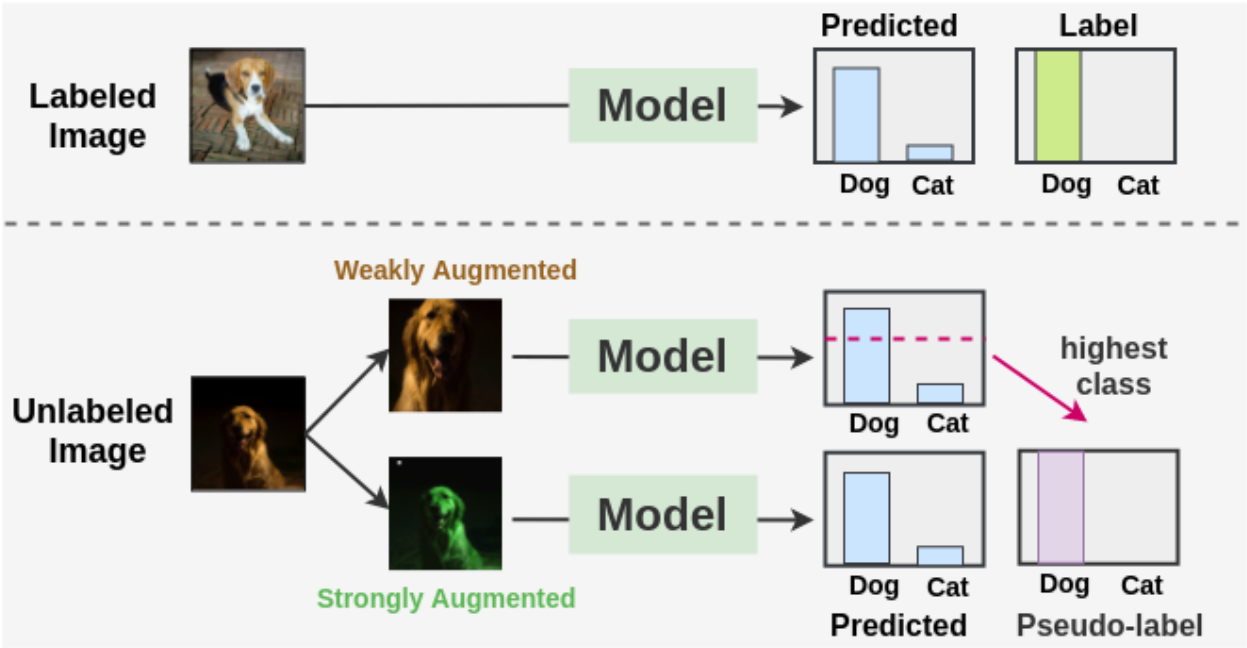 Predicted
Label
Labeled
Image
Model
Dog
Cat
Dog
Cat
Weakly Augmented
Model
highest
class
Dog
Cat
Unlabeled
Image
Model
Dog
Cat
Dog
Cat
Strongly Augmented
Predicted
Pseudo-label